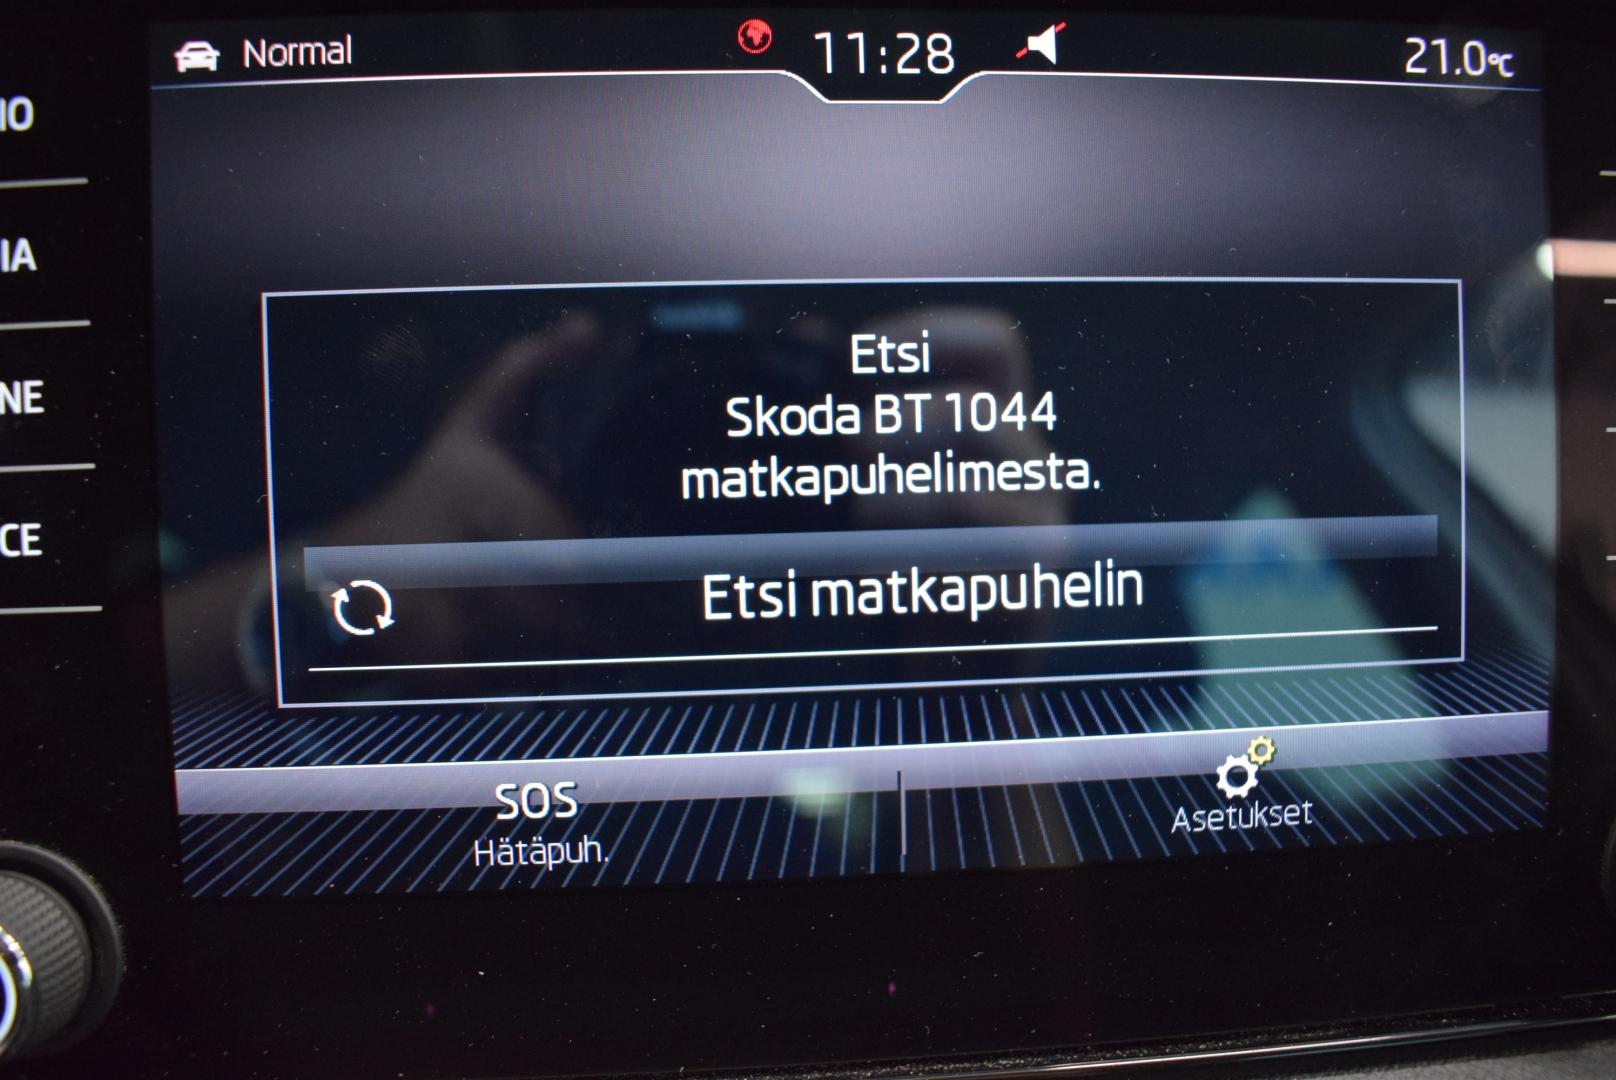 Normal
11:28
21.0°C
IO
IA
NE
CE
Etsi
Skoda BT 1044
matkapuhelimesta.
Etsi matkapuhelin
SOS
Hätäpuh.
Asetukset